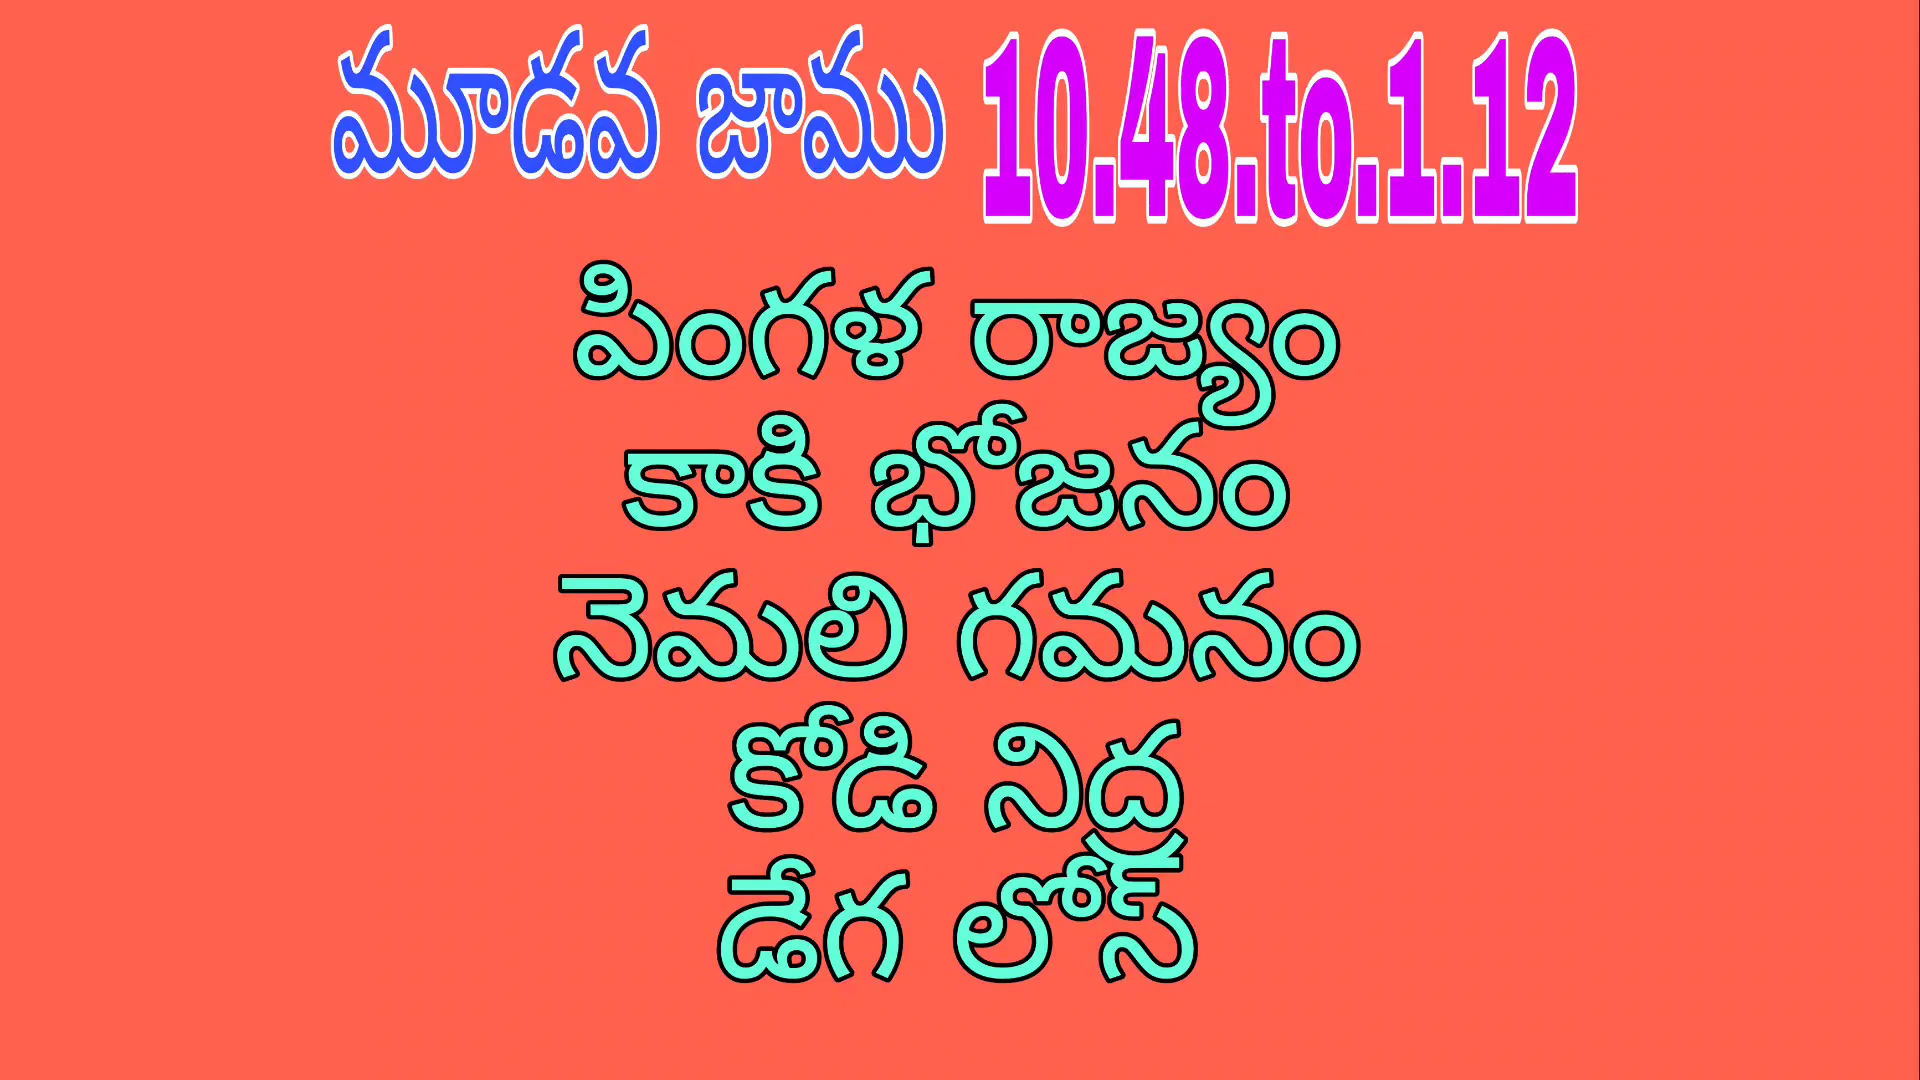 మూడవ జాము 10.48.to.1.12
పింగళ రాజ్యం
కాకి భోజనం
నెమలి గమనం
కోడి నిద్ర
డేగ లోస్